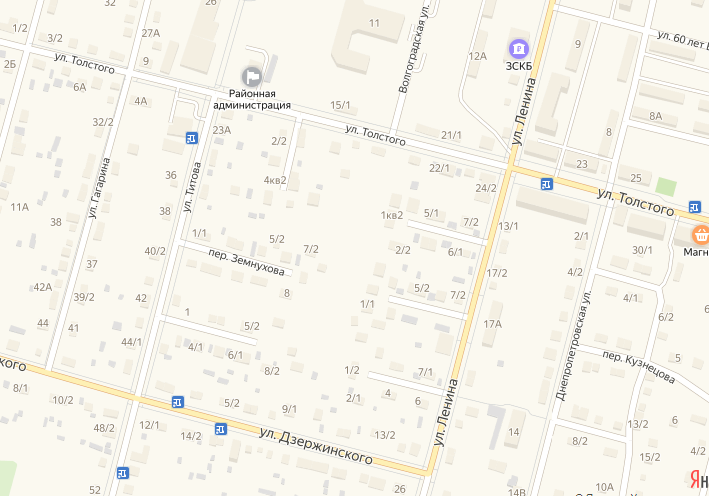 1/2
3/2
33А
11
Волгоградская ул.
12А
ЗСКБ
9
32
ул. 60 лет
2Б
ул. Толстого
9
6А
4А
Районная
администрация
15/1
8А
8
32/2
23А
2/2
ул. Толстого
21/1
ул. Ленина
22/1
23
25
36
4кв2
24/2
ул. Толстого
11А
38
ул. Гагарина
38
ул. Титова
1кв2
5/1
7/2
13/1
2/1
30/1
Магн
1/1
40/2
5/2
7/2
2/2
6/1
37
пер. Земнухова
17/2
4/2
42А
39/2
8
5/2
7/2
4/1
6/2
1
1/1
44
41
5/2
17А
Днепропетровская ул.
44/1
4/1
6/1
пер. Кузнецова
5
кого
8/2
1/2
7/1
8/1
10/2
5/2
9/1
2/1
4
6
ул. Ленина
48/2
12/1
14/2
ул. Дзержинского
13/2
14
8/2
15/2
52
26
14В
10А
Ян